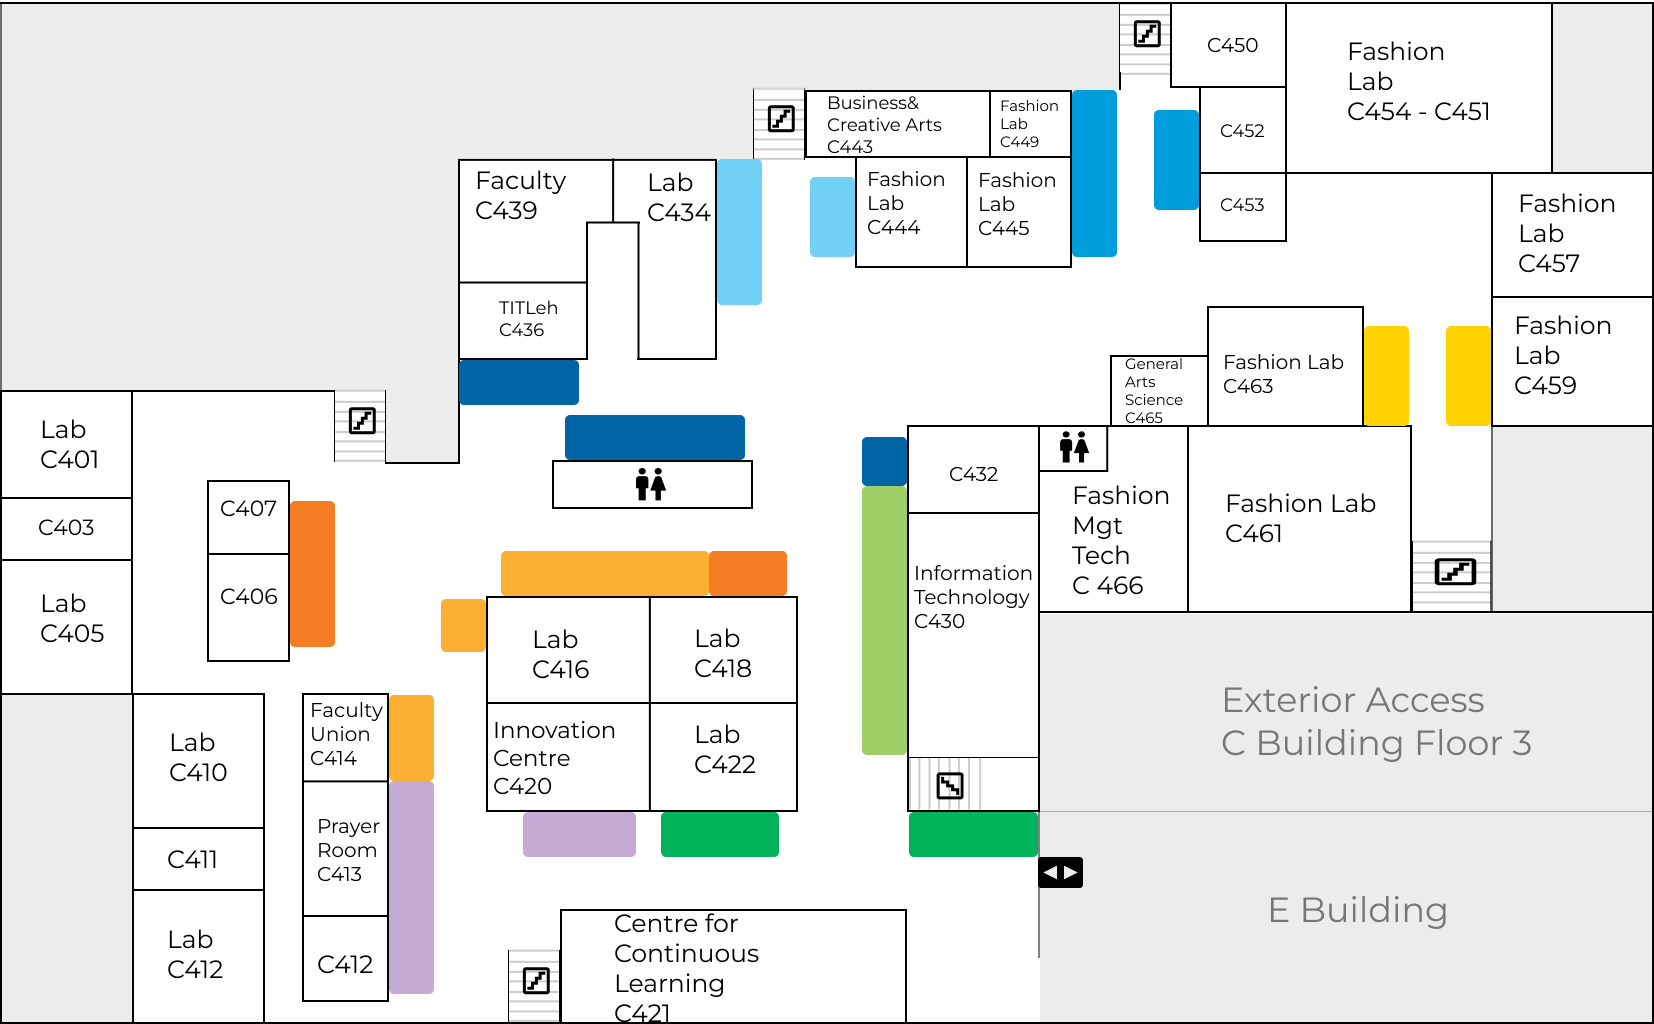 C450
Fashion
Lab
C454 - C451
Business&
Creative Arts
C443
Fashion
Lab
C449
C452
Faculty
C439
Lab
C434
Fashion
Lab
C444
Fashion
Lab
C445
C453
Fashion
Lab
C457
TITLeh
C436
Fashion
Lab
C459
General
Arts
Science
C465
Fashion Lab
C463
Lab
C401
C403
Lab
C405
C407
C406
C432
Fashion
Mgt
Tech
C 466
Fashion Lab
C461
Information
Technology
C430
Lab
C416
Lab
C418
Innovation
Centre
C420
Lab
C422
Lab
C410
C411
Lab
C412
Faculty
Union
C414
Prayer
Room
C413
C412
Exterior Access
C Building Floor 3
E Building
Centre for
Continuous
Learning
C421